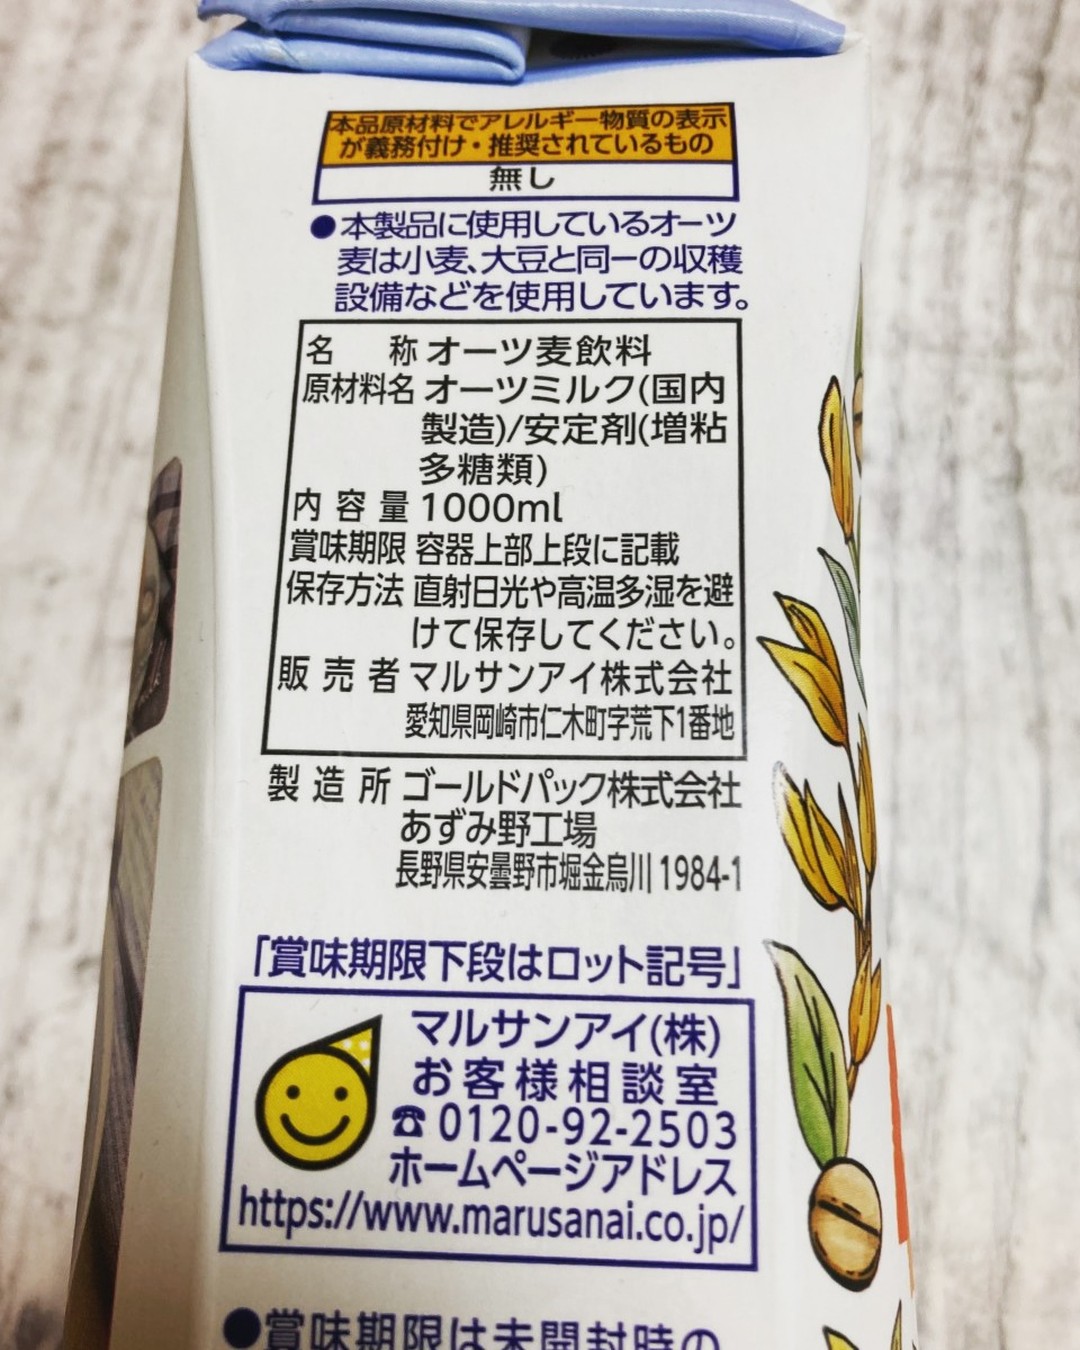 本品原材料でアレルギー物質の表示
が義務付け・推奨されているもの
無し
●本製品に使用しているオーツ
麦は小麦、大豆と同一の収穫
設備などを使用しています。
名称 オーツ麦飲料
原材料名 オーツミルク(国内
製造)/安定剤(増粘
多糖類)
内容量 1000ml
賞味期限 容器上部上段に記載
保存方法 直射日光や高温多湿を避
けて保存してください。
販売者 マルサンアイ株式会社
愛知県岡崎市仁木町字荒下1番地
製造所 ゴールドパック株式会社
あずみ野工場
長野県安曇野市堀金烏川1984-1
「賞味期限下段はロット記号」
マルサンアイ(株)
お客様相談室
☎0120-92-2503
ホームページアドレス
https://www.marusanai.co.jp/
●賞味期限は未開封時の